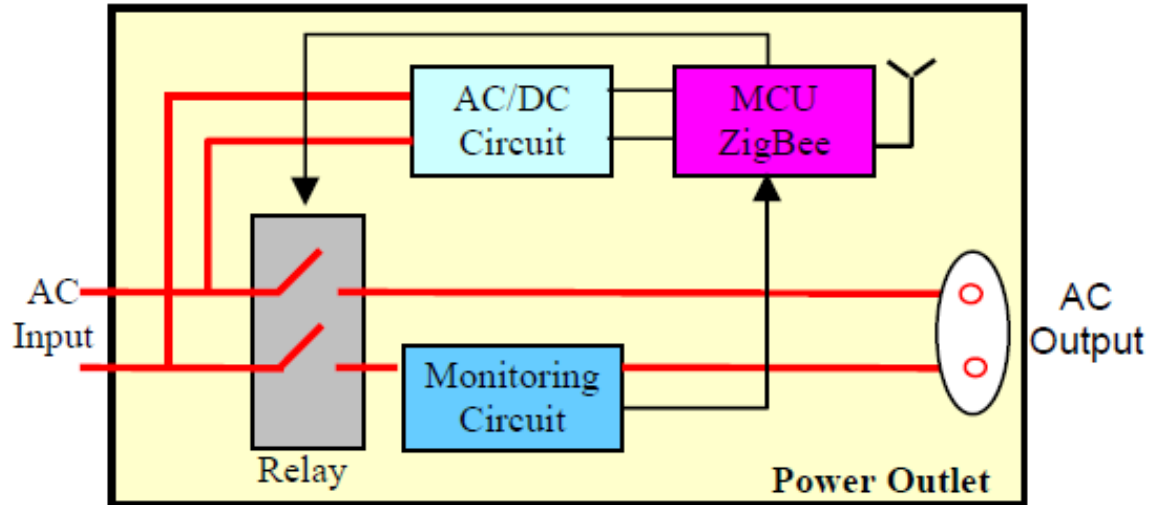 AC/DC
Circuit
MCU
ZigBee
AC
Input
AC
Output
Monitoring
Circuit
Relay
Power Outlet